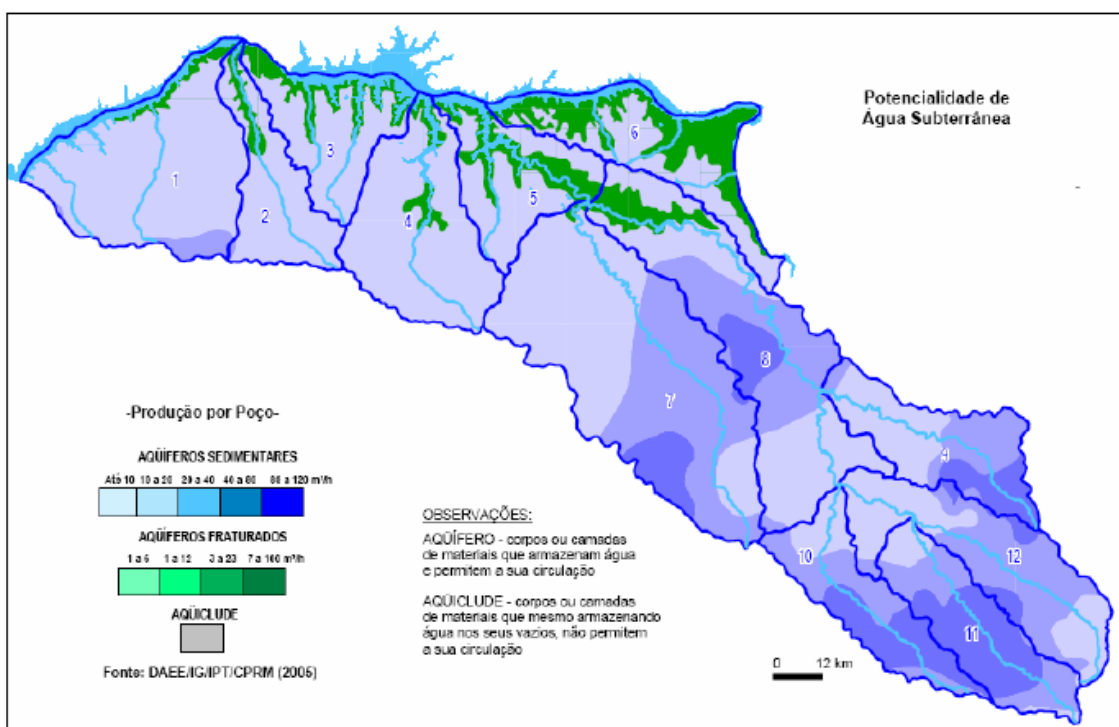 Potencialidade de
Água Subterrânea
1
2
3
4
5
6
7
8
9
10
11
12
-Produção por Poço-
AQÜÍFEROS SEDIMENTARES
Até 10 10 a 20 20 a 40 40 a 80 80 a 120 m³/h
AQÜÍFEROS FRATURADOS
1 a 6 1 a 12 3 a 23 7 a 100 m³/h
AQÜICLUDE
Fonte: DAEE/IG/IPT/CPRM (2005)
OBSERVAÇÕES:
AQÜÍFERO - corpos ou camadas
de materiais que armazenam água
e permitem a sua circulação
AQÜICLUDE - corpos ou camadas
de materiais que mesmo armazenando
água nos seus vazios, não permitem
a sua circulação
0 12 km